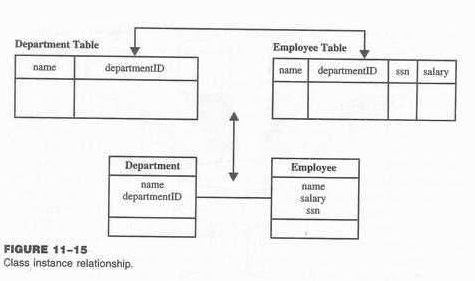 Department Table
name departmentID
Employee Table
name departmentID ssn salary
Department
name
departmentID
Employee
name
salary
ssn
FIGURE 11–15
Class instance relationship.